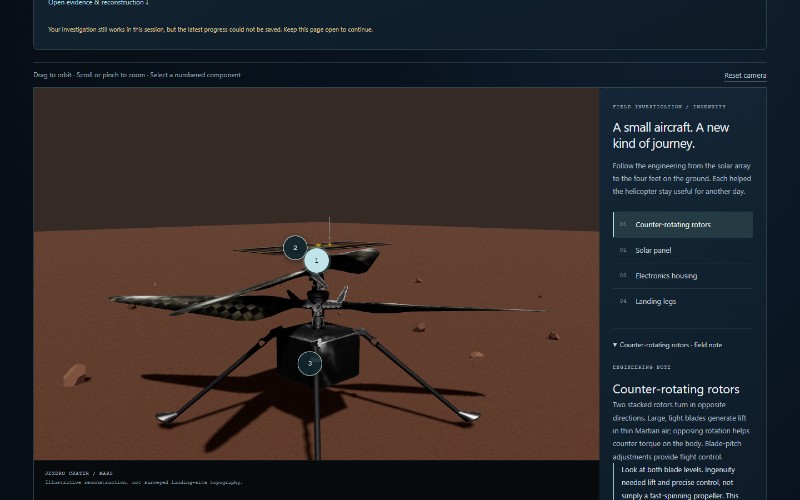 Open evidence & reconstruction ↓
Your investigation still works in this session, but the latest progress could not be saved. Keep this page open to continue.
Drag to orbit · Scroll or pinch to zoom · Select a numbered component
Reset camera
2
1
3
JEZERO CRATER / MARS
Illustrative reconstruction, not surveyed landing-site topography.
FIELD INVESTIGATION / INGENUITY
A small aircraft. A new
kind of journey.
Follow the engineering from the solar array
to the four feet on the ground. Each helped
the helicopter stay useful for another day.
01 Counter-rotating rotors
02 Solar panel
03 Electronics housing
04 Landing legs
▼ Counter-rotating rotors · field note
ENGINEERING NOTE
Counter-rotating rotors
Two stacked rotors turn in opposite
directions. Large, light blades generate lift
in thin Martian air; opposing rotation helps
counter torque on the body. Blade-pitch
adjustments provide flight control.
Look at both blade levels. Ingenuity
needed lift and precise control, not
simply a fast-spinning propeller. This